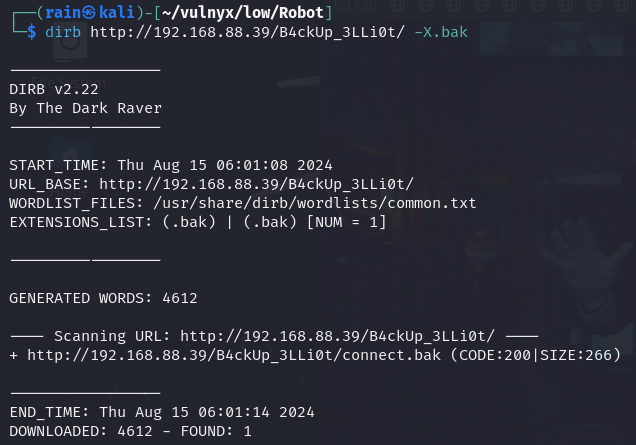 ┌──(rain㉿kali)-[~/vulnyx/low/Robot]
└─$ dirb http://192.168.88.39/B4ckUp_3LLi0t/ -X.bak
-----------------
DIRB v2.22
By The Dark Raver
-----------------
START_TIME: Thu Aug 15 06:01:08 2024
URL_BASE: http://192.168.88.39/B4ckUp_3LLi0t/
WORDLIST_FILES: /usr/share/dirb/wordlists/common.txt
EXTENSIONS_LIST: (.bak) | (.bak) [NUM = 1]
-----------------
GENERATED WORDS: 4612
---- Scanning URL: http://192.168.88.39/B4ckUp_3LLi0t/ ----
+ http://192.168.88.39/B4ckUp_3LLi0t/connect.bak (CODE:200|SIZE:266)
-----------------
END_TIME: Thu Aug 15 06:01:14 2024
DOWNLOADED: 4612 - FOUND: 1